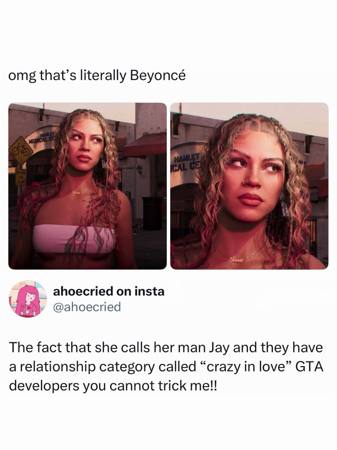 omg that’s literally Beyoncé
HAMLET
ahoecried on insta
@ahoecried
The fact that she calls her man Jay and they have
a relationship category called “crazy in love” GTA
developers you cannot trick me!!